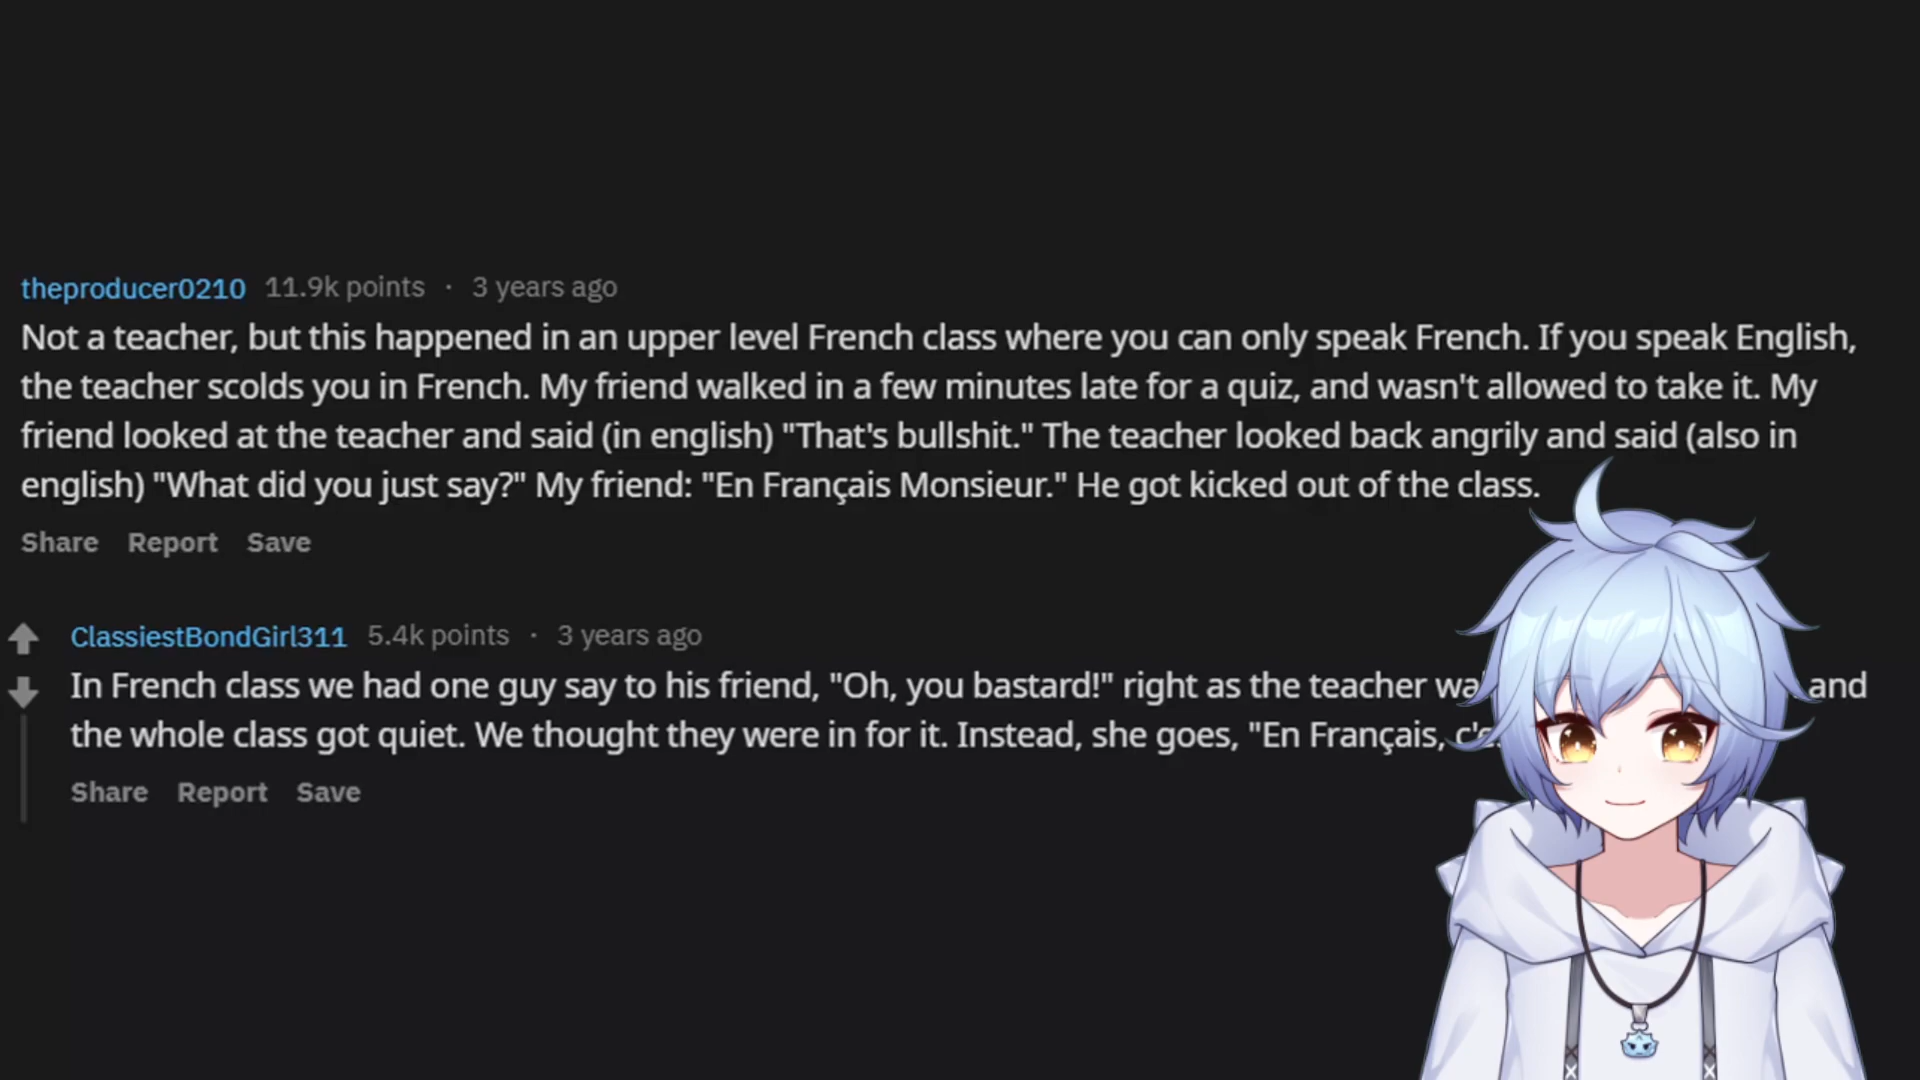 theproducer0210 11.9k points · 3 years ago
Not a teacher, but this happened in an upper level French class where you can only speak French. If you speak English,
the teacher scolds you in French. My friend walked in a few minutes late for a quiz, and wasn't allowed to take it. My
friend looked at the teacher and said (in english) "That's bullshit." The teacher looked back angrily and said (also in
english) "What did you just say?" My friend: "En Français Monsieur." He got kicked out of the class.
Share Report Save
ClassiestBondGirl311 5.4k points · 3 years ago
In French class we had one guy say to his friend, "Oh, you bastard!" right as the teacher and
the whole class got quiet. We thought they were in for it. Instead, she goes, "En Français,
Share Report Save